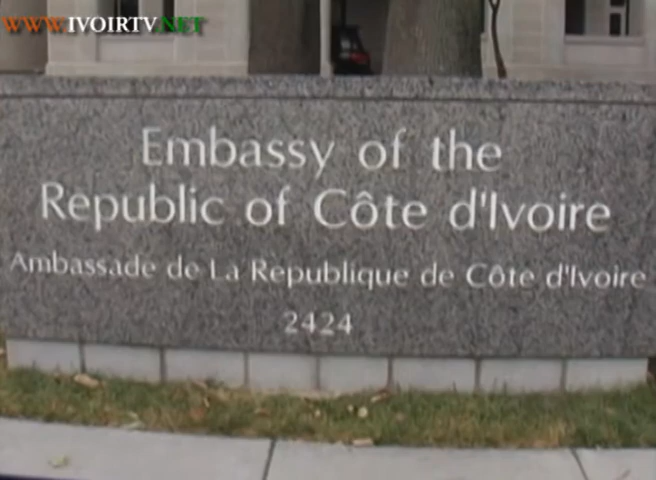 WWW.IVOIRTV.NET
Embassy of the
Republic of Côte d'Ivoire
Ambassade de La Republique de Côte d'Ivoire
2424